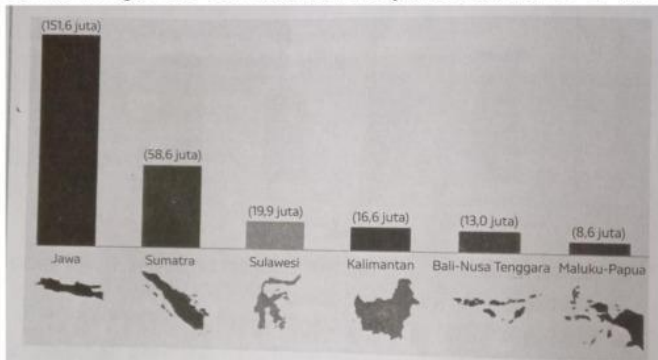 (151,6 juta)
(58,6 juta)
(19,9 juta)
(16,6 juta)
(13,0 juta)
(8,6 juta)
Jawa
Sumatra
Sulawesi
Kalimantan
Bali-Nusa Tenggara
Maluku-Papua